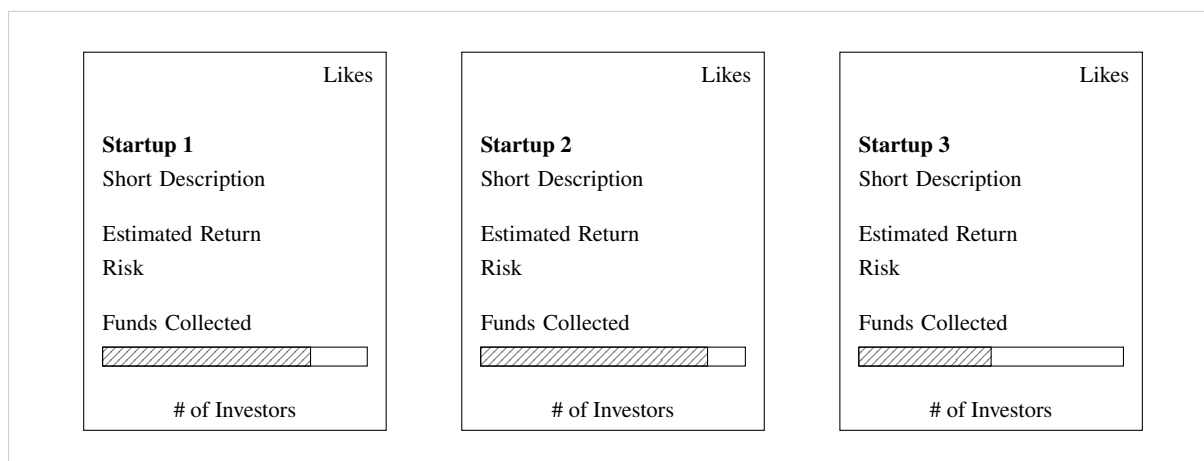 Likes
Startup 1
Short Description
Estimated Return
Risk
Funds Collected
# of Investors
Likes
Startup 2
Short Description
Estimated Return
Risk
Funds Collected
# of Investors
Likes
Startup 3
Short Description
Estimated Return
Risk
Funds Collected
# of Investors